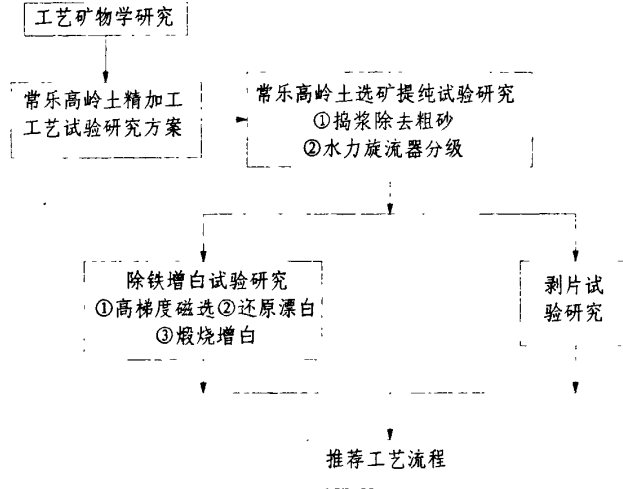 工艺矿物学研究
常乐高岭土精加工
工艺试验研究方案
常乐高岭土选矿提纯试验研究
①捣浆除去粗砂
②水力旋流器分级
除铁增白试验研究
①高梯度磁选②还原漂白
③煅烧增白
剥片试
验研究
推荐工艺流程